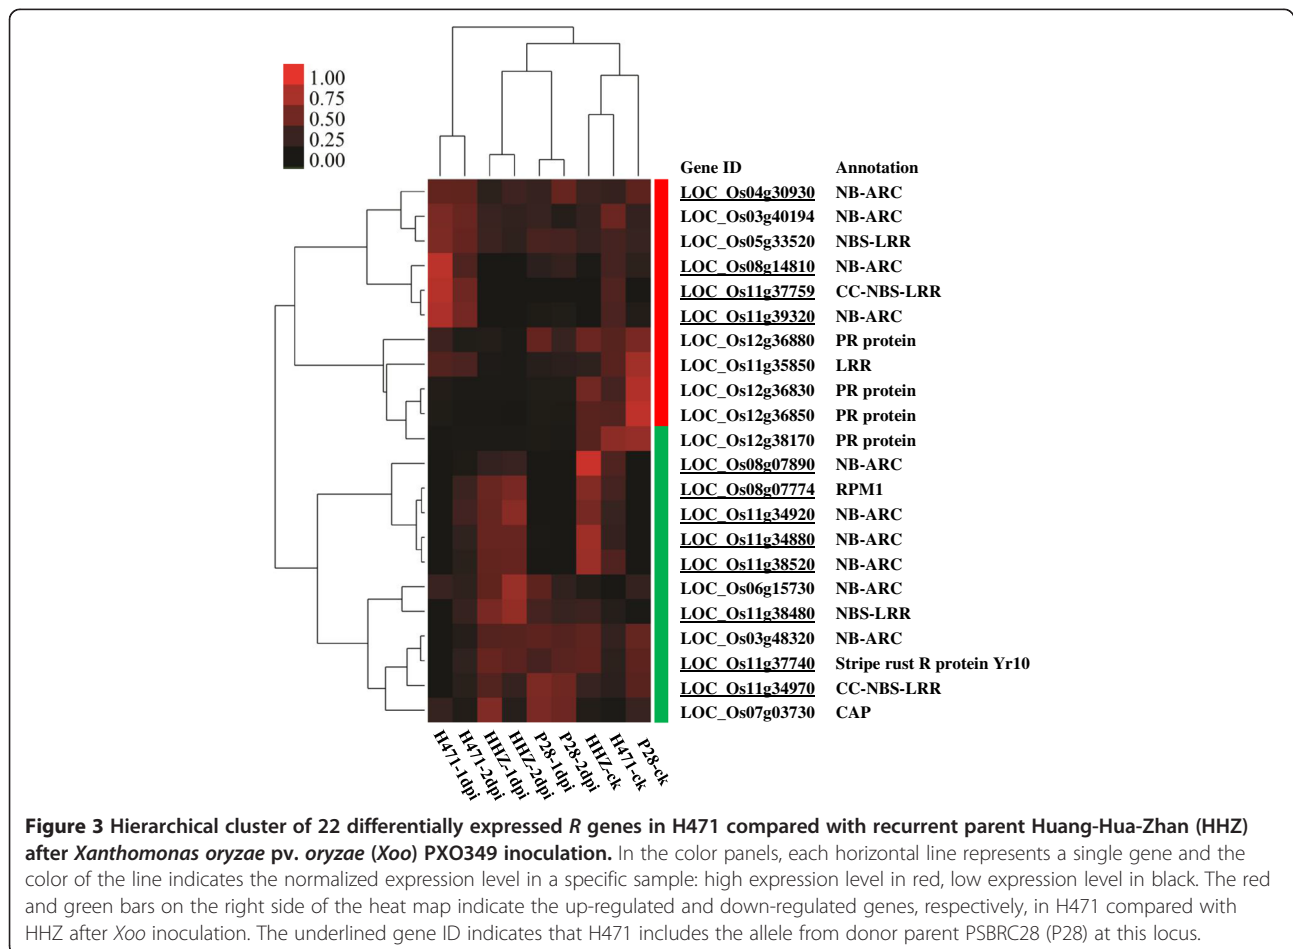 1.00
0.75
0.50
0.25
0.00
Gene ID Annotation
LOC_Os04g30930 NB-ARC
LOC_Os03g40194 NB-ARC
LOC_Os05g33520 NBS-LRR
LOC_Os08g14810 NB-ARC
LOC_Os11g37759 CC-NBS-LRR
LOC_Os11g39320 NB-ARC
LOC_Os12g36880 PR protein
LOC_Os11g35850 LRR
LOC_Os12g36830 PR protein
LOC_Os12g36850 PR protein
LOC_Os12g38170 PR protein
LOC_Os08g07890 NB-ARC
LOC_Os08g07774 RPM1
LOC_Os11g34920 NB-ARC
LOC_Os11g34880 NB-ARC
LOC_Os11g38520 NB-ARC
LOC_Os06g15730 NB-ARC
LOC_Os11g38480 NBS-LRR
LOC_Os03g48320 NB-ARC
LOC_Os11g37740 Stripe rust R protein Yr10
LOC_Os11g34970 CC-NBS-LRR
LOC_Os07g03730 CAP
H471-1dpi
H471-2dpi
HHZ-1dpi
HHZ-2dpi
P28-1dpi
P28-2dpi
HHZ-ck
H471-ck
P28-ck
Figure 3 Hierarchical cluster of 22 differentially expressed R genes in H471 compared with recurrent parent Huang-Hua-Zhan (HHZ)
after Xanthomonas oryzae pv. oryzae (Xoo) PXO349 inoculation. In the color panels, each horizontal line represents a single gene and the
color of the line indicates the normalized expression level in a specific sample: high expression level in red, low expression level in black. The red
and green bars on the right side of the heat map indicate the up-regulated and down-regulated genes, respectively, in H471 compared with
HHZ after Xoo inoculation. The underlined gene ID indicates that H471 includes the allele from donor parent PSBRC28 (P28) at this locus.